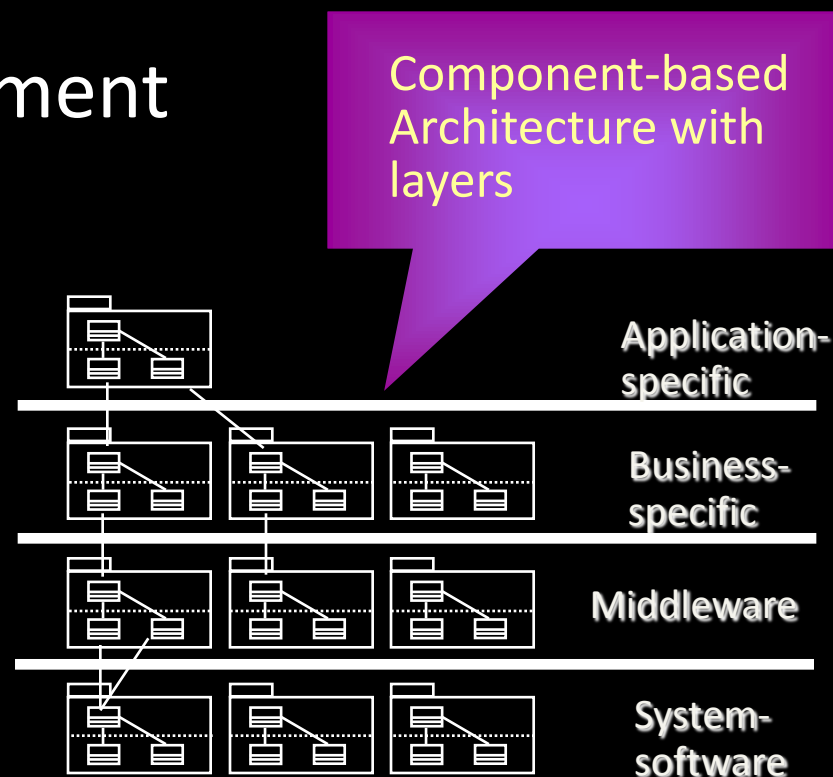 ment
Component-based
Architecture with
layers
Application-
specific
Business-
specific
Middleware
System-
software